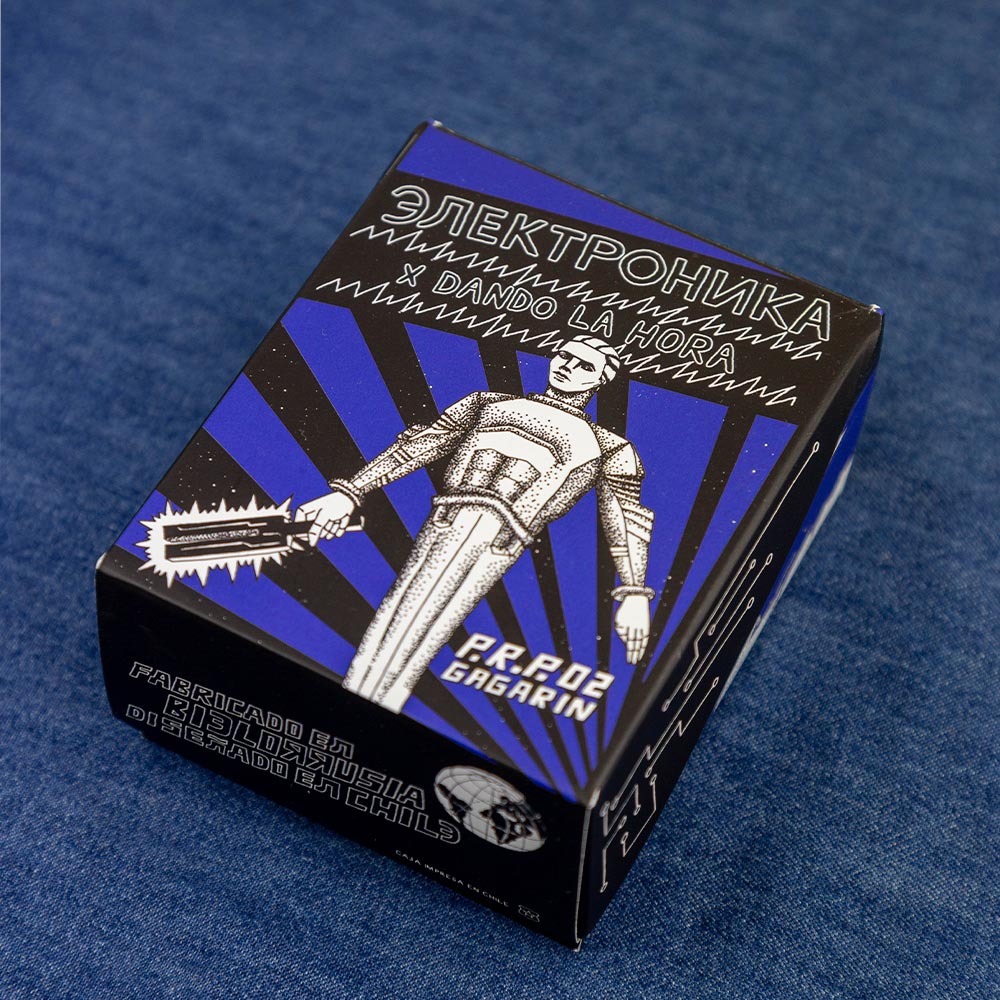 ЭЛЕКТРОНИКА
X DANDO LA HORA
P.R.P.02
GAGARIN
FABRICADO EN
BIELORRUSIA
DISEÑADO EN CHILE
CAJA IMPRESA EN CHILE